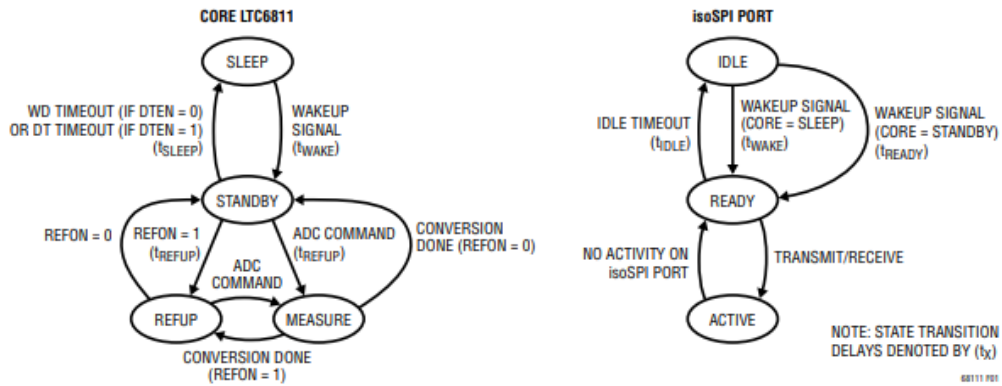 CORE LTC6811
SLEEP
WD TIMEOUT (IF DTEN = 0)
OR DT TIMEOUT (IF DTEN = 1)
(tSLEEP)
WAKEUP
SIGNAL
(tWAKE)
STANDBY
REFON = 0
REFON = 1
(tREFUP)
ADC COMMAND
(tREFUP)
CONVERSION
DONE (REFON = 0)
ADC
COMMAND
REFUP
MEASURE
CONVERSION DONE
(REFON = 1)
isoSPI PORT
IDLE
IDLE TIMEOUT
(tIDLE)
WAKEUP SIGNAL
(CORE = SLEEP)
(tWAKE)
WAKEUP SIGNAL
(CORE = STANDBY)
(tREADY)
READY
NO ACTIVITY ON
isoSPI PORT
TRANSMIT/RECEIVE
ACTIVE
NOTE: STATE TRANSITION
DELAYS DENOTED BY (tX)
68111 F01